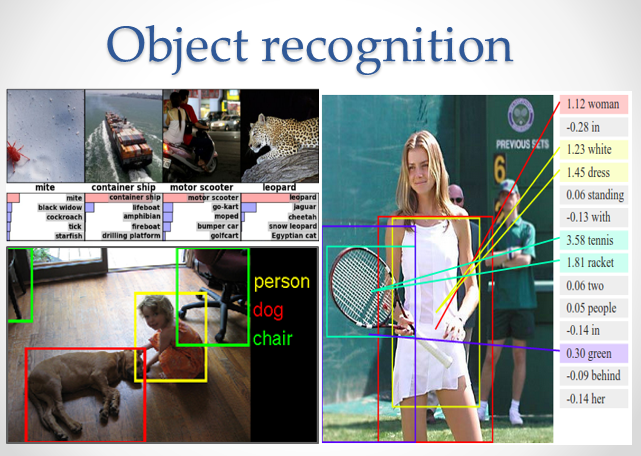 Object recognition
mite
container ship
motor scooter
leopard
mite
black widow
cockroach
tick
starfish
container ship
lifeboat
amphibian
fireboat
drilling platform
motor scooter
go-kart
moped
bumper car
golfcart
leopard
jaguar
cheetah
snow leopard
Egyptian cat
person
dog
chair
PREVIOUS SETS
6
1.12 woman
-0.28 in
1.23 white
1.45 dress
0.06 standing
-0.13 with
3.58 tennis
1.81 racket
0.06 two
0.05 people
-0.14 in
0.30 green
-0.09 behind
-0.14 her